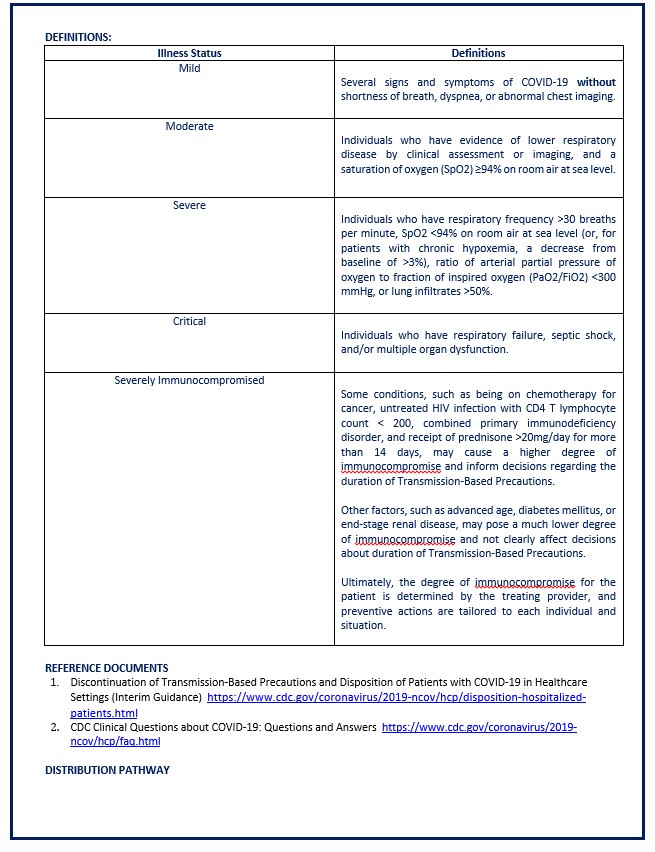 DEFINITIONS:
Illness Status
Definitions
Mild
Several signs and symptoms of COVID-19 without
shortness of breath, dyspnea, or abnormal chest imaging.
Moderate
Individuals who have evidence of lower respiratory
disease by clinical assessment or imaging, and a
saturation of oxygen (SpO2) ≥94% on room air at sea level.
Severe
Individuals who have respiratory frequency >30 breaths
per minute, SpO2 <94% on room air at sea level (or, for
patients with chronic hypoxemia, a decrease from
baseline of >3%), ratio of arterial partial pressure of
oxygen to fraction of inspired oxygen (PaO2/FiO2) <300
mmHg, or lung infiltrates >50%.
Critical
Individuals who have respiratory failure, septic shock,
and/or multiple organ dysfunction.
Severely Immunocompromised
Some conditions, such as being on chemotherapy for
cancer, untreated HIV infection with CD4 T lymphocyte
count < 200, combined primary immunodeficiency
disorder, and receipt of prednisone >20mg/day for more
than 14 days, may cause a higher degree of
immunocompromise and inform decisions regarding the
duration of Transmission-Based Precautions.
Other factors, such as advanced age, diabetes mellitus, or
end-stage renal disease, may pose a much lower degree
of immunocompromise and not clearly affect decisions
about duration of Transmission-Based Precautions.
Ultimately, the degree of immunocompromise for the
patient is determined by the treating provider, and
preventive actions are tailored to each individual and
situation.
REFERENCE DOCUMENTS
1. Discontinuation of Transmission-Based Precautions and Disposition of Patients with COVID-19 in Healthcare
Settings (Interim Guidance) https://www.cdc.gov/coronavirus/2019-ncov/hcp/disposition-hospitalized-
patients.html
2. CDC Clinical Questions about COVID-19: Questions and Answers https://www.cdc.gov/coronavirus/2019-
ncov/hcp/faq.html
DISTRIBUTION PATHWAY